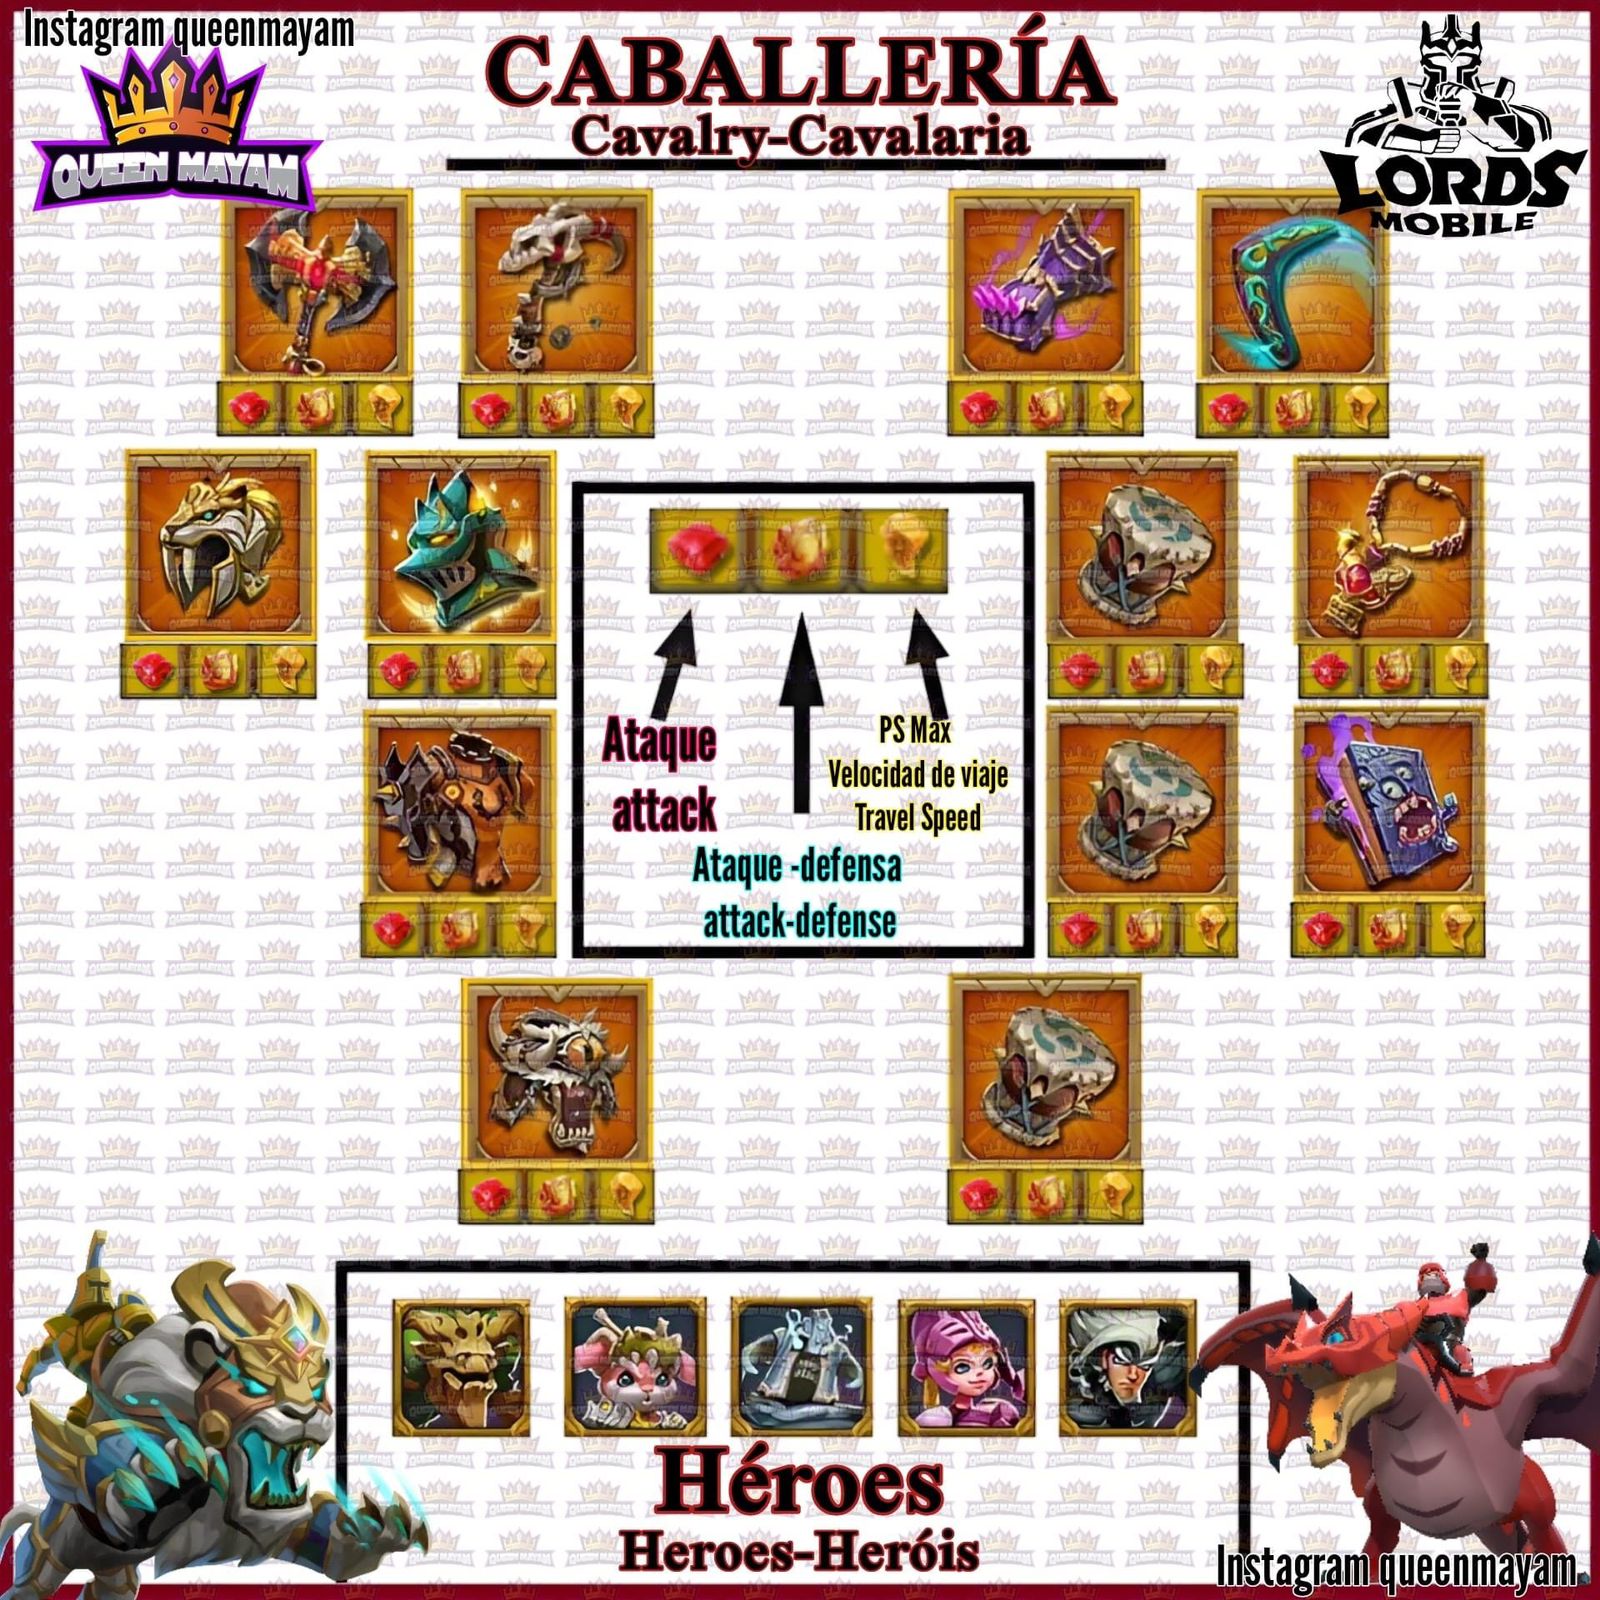 Instagram queenmayam
QUEEN MAYAM
CABALLERÍA
Cavalry-Cavalaria
LORDS
MOBILE
Ataque
attack
PS Max
Velocidad de viaje
Travel Speed
Ataque -defensa
attack-defense
Héroes
Heroes-Heróis
Instagram queenmayam